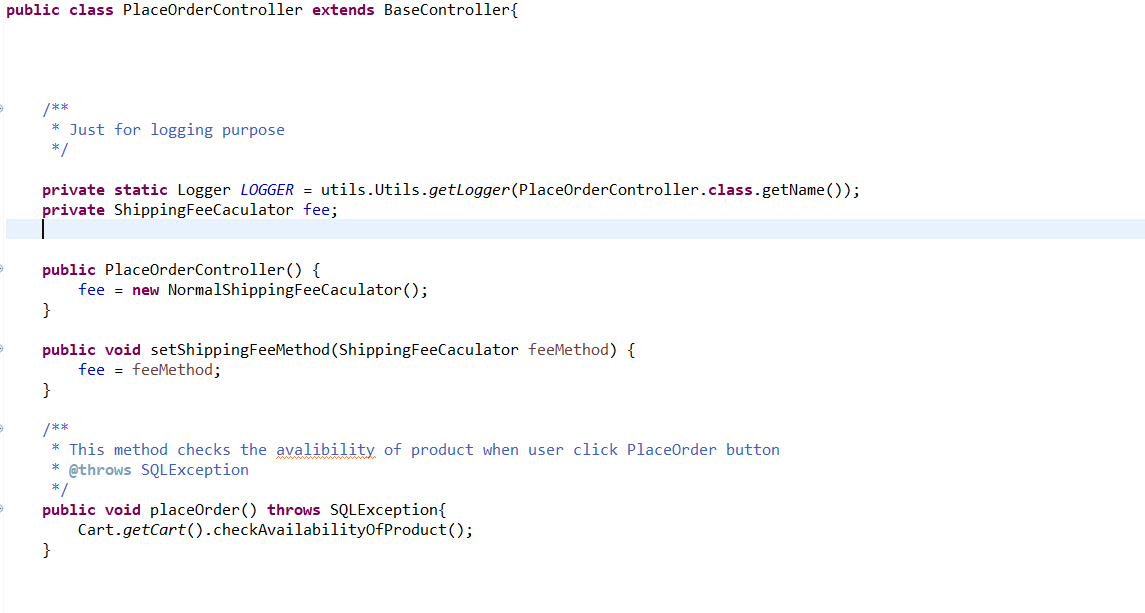 public class PlaceOrderController extends BaseController{
/**
* Just for logging purpose
*/
private static Logger LOGGER = utils.Utils.getLogger(PlaceOrderController.class.getName());
private ShippingFeeCaculator fee;
public PlaceOrderController() {
fee = new NormalShippingFeeCaculator();
}
public void setShippingFeeMethod(ShippingFeeCaculator feeMethod) {
fee = feeMethod;
}
/**
* This method checks the avalibility of product when user click PlaceOrder button
* @throws SQLException
*/
public void placeOrder() throws SQLException{
Cart.getCart().checkAvailabilityOfProduct();
}